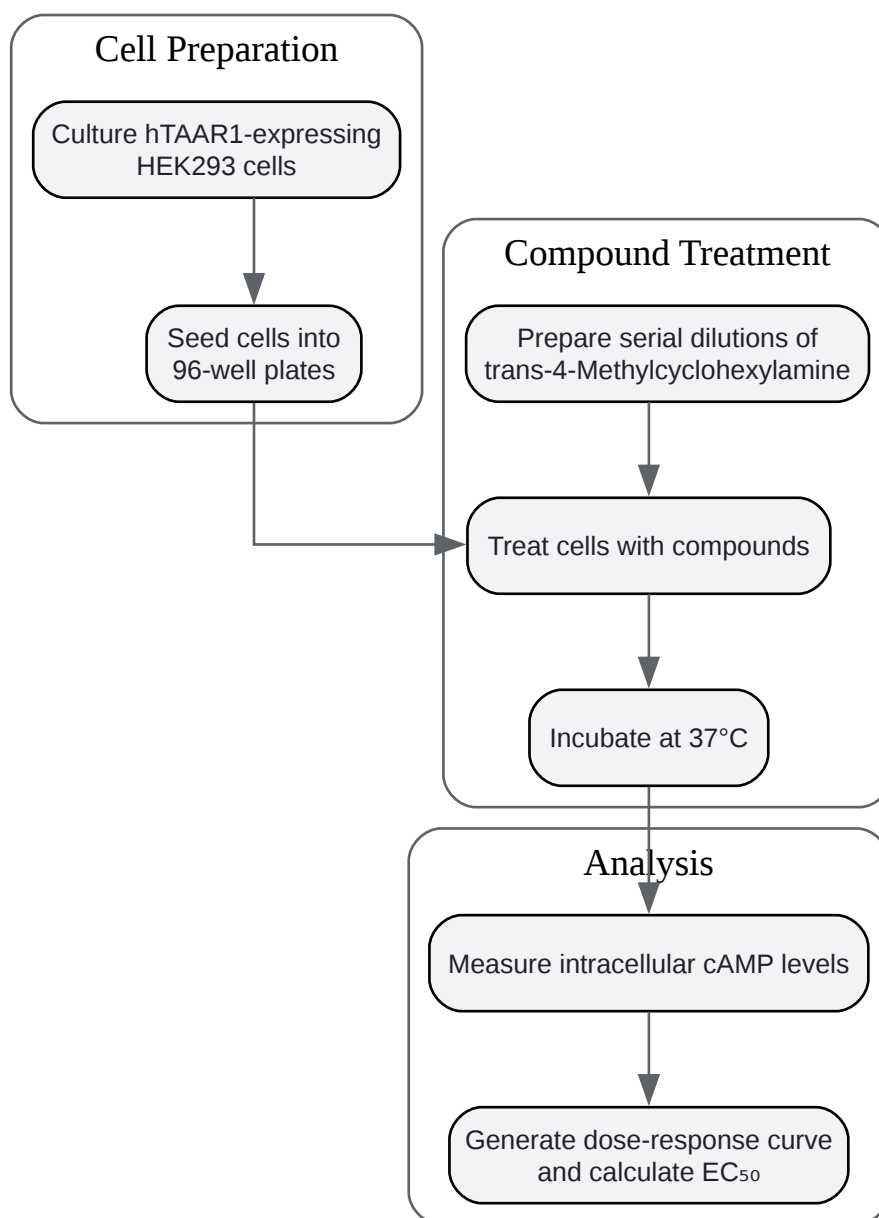 Cell Preparation
Culture hTAAR1-expressing
HEK293 cells
Seed cells into
96-well plates
Compound Treatment
Prepare serial dilutions of
trans-4-Methylcyclohexylamine
Treat cells with compounds
Incubate at 37°C
Analysis
Measure intracellular cAMP levels
Generate dose-response curve
and calculate EC₅₀